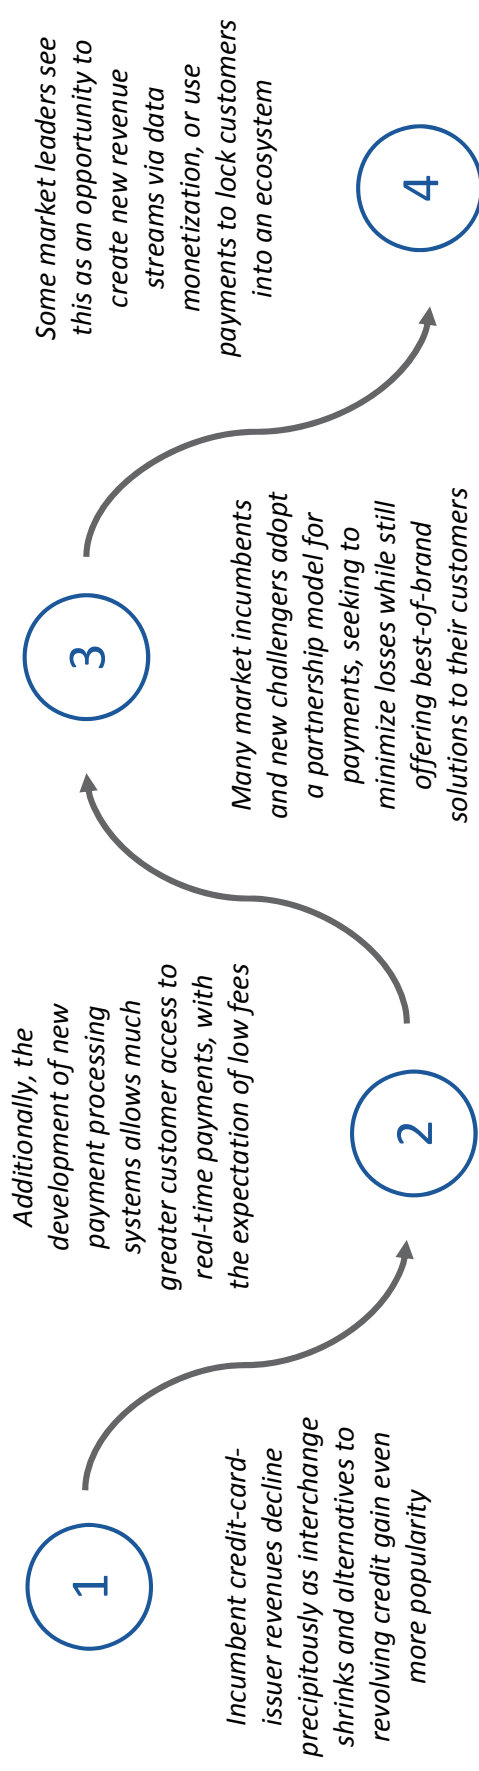 1
Incumbent credit-card-
issuer revenues decline
precipitously as interchange
shrinks and alternatives to
revolving credit gain even
more popularity
2
Additionally, the
development of new
payment processing
systems allows much
greater customer access to
real-time payments, with
the expectation of low fees
3
Many market incumbents
and new challengers adopt
a partnership model for
payments, seeking to
minimize losses while still
offering best-of-brand
solutions to their customers
4
Some market leaders see
this as an opportunity to
create new revenue
streams via data
monetization, or use
payments to lock customers
into an ecosystem